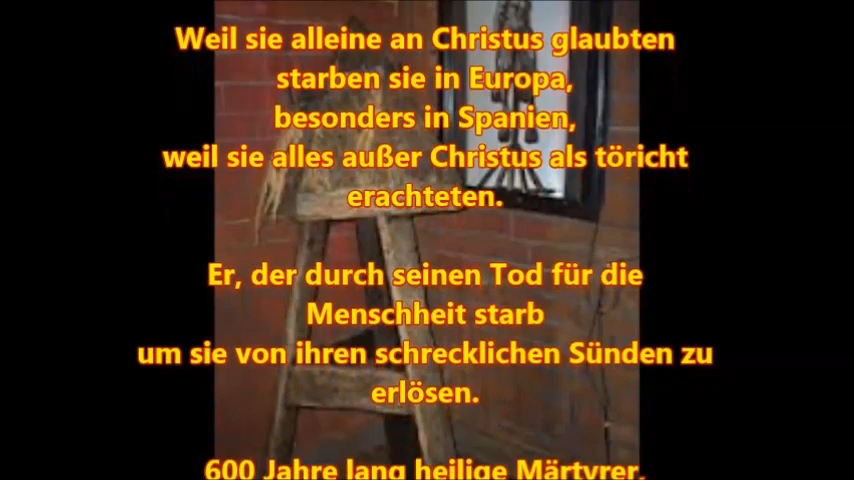 Weil sie alleine an Christus glaubten
starben sie in Europa,
besonders in Spanien,
weil sie alles außer Christus als töricht
erachteten.
Er, der durch seinen Tod für die
Menschheit starb
um sie von ihren schrecklichen Sünden zu
erlösen.
600 Jahre lang heilige Märtyrer,